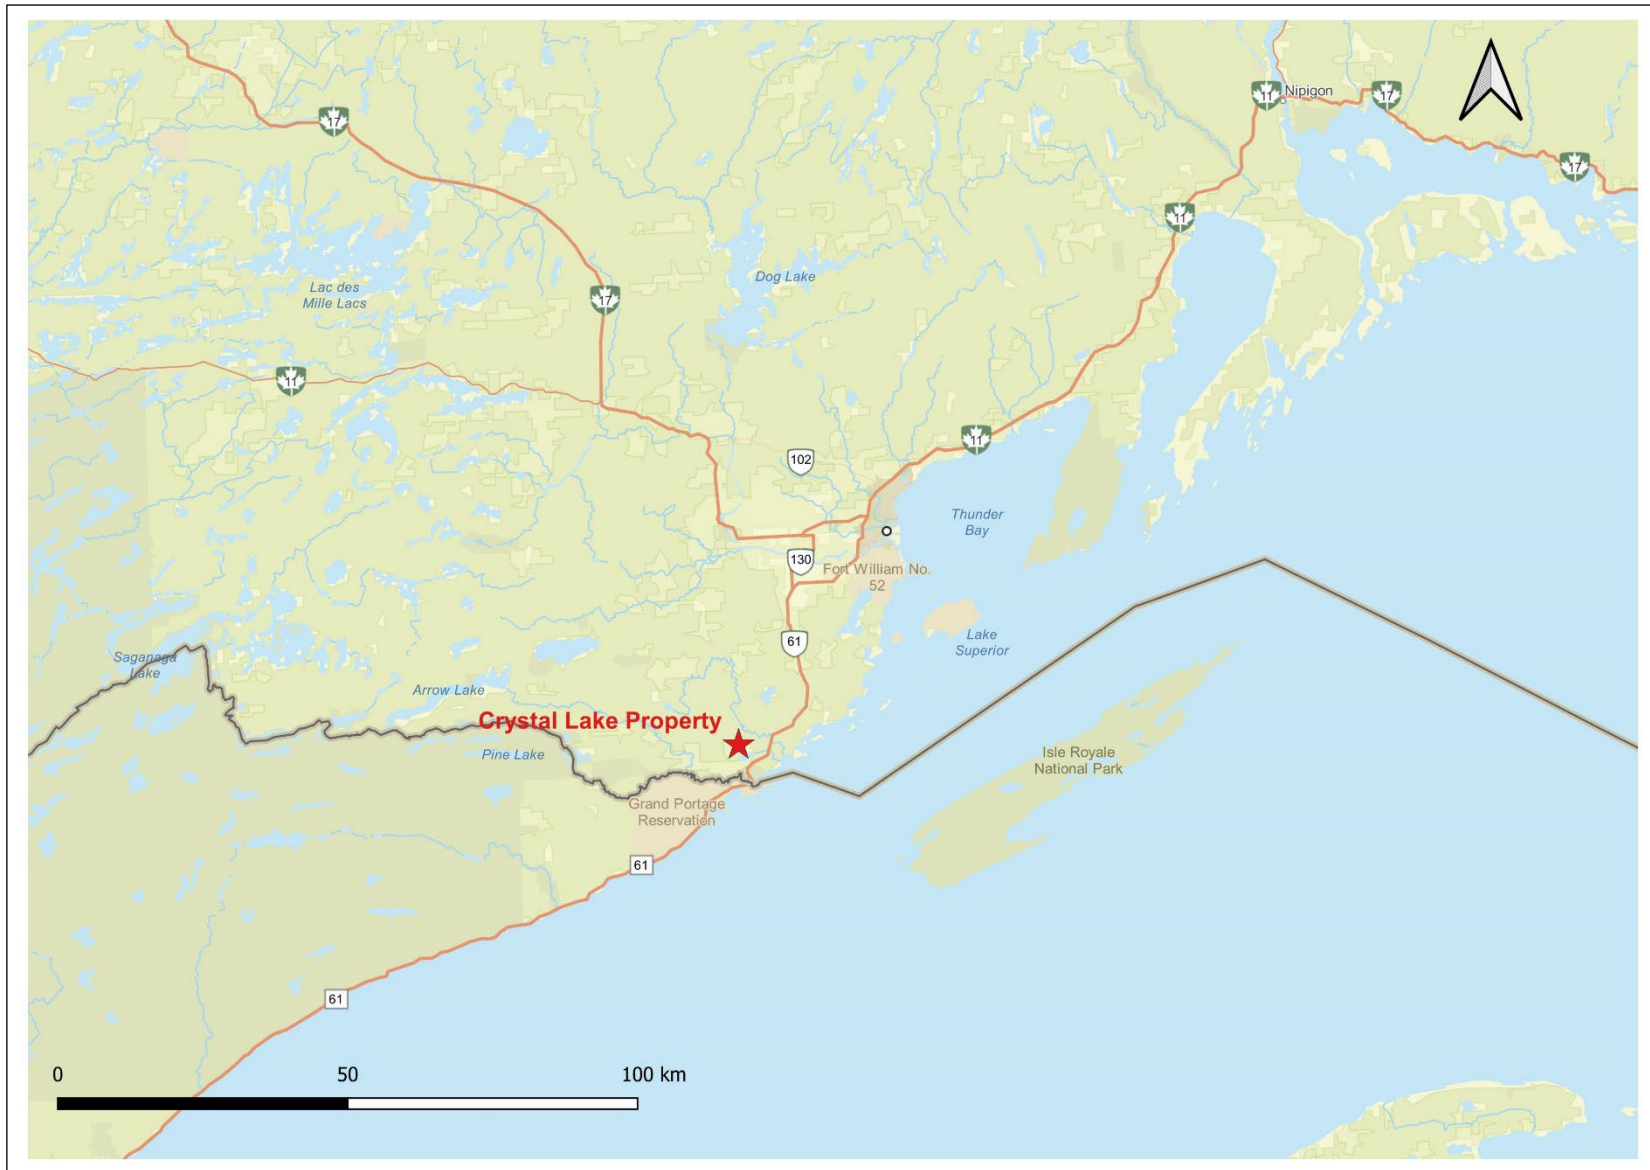 11
Nipigon
17
17
17
11
Dog Lake
Lac des
Mille Lacs
17
11
11
102
Thunder
Bay
130
Fort William No.
52
61
Lake
Superior
Saganaga
Lake
Arrow Lake
Crystal Lake Property
Pine Lake
Isle Royale
National Park
Grand Portage
Reservation
61
61
0
50
100 km